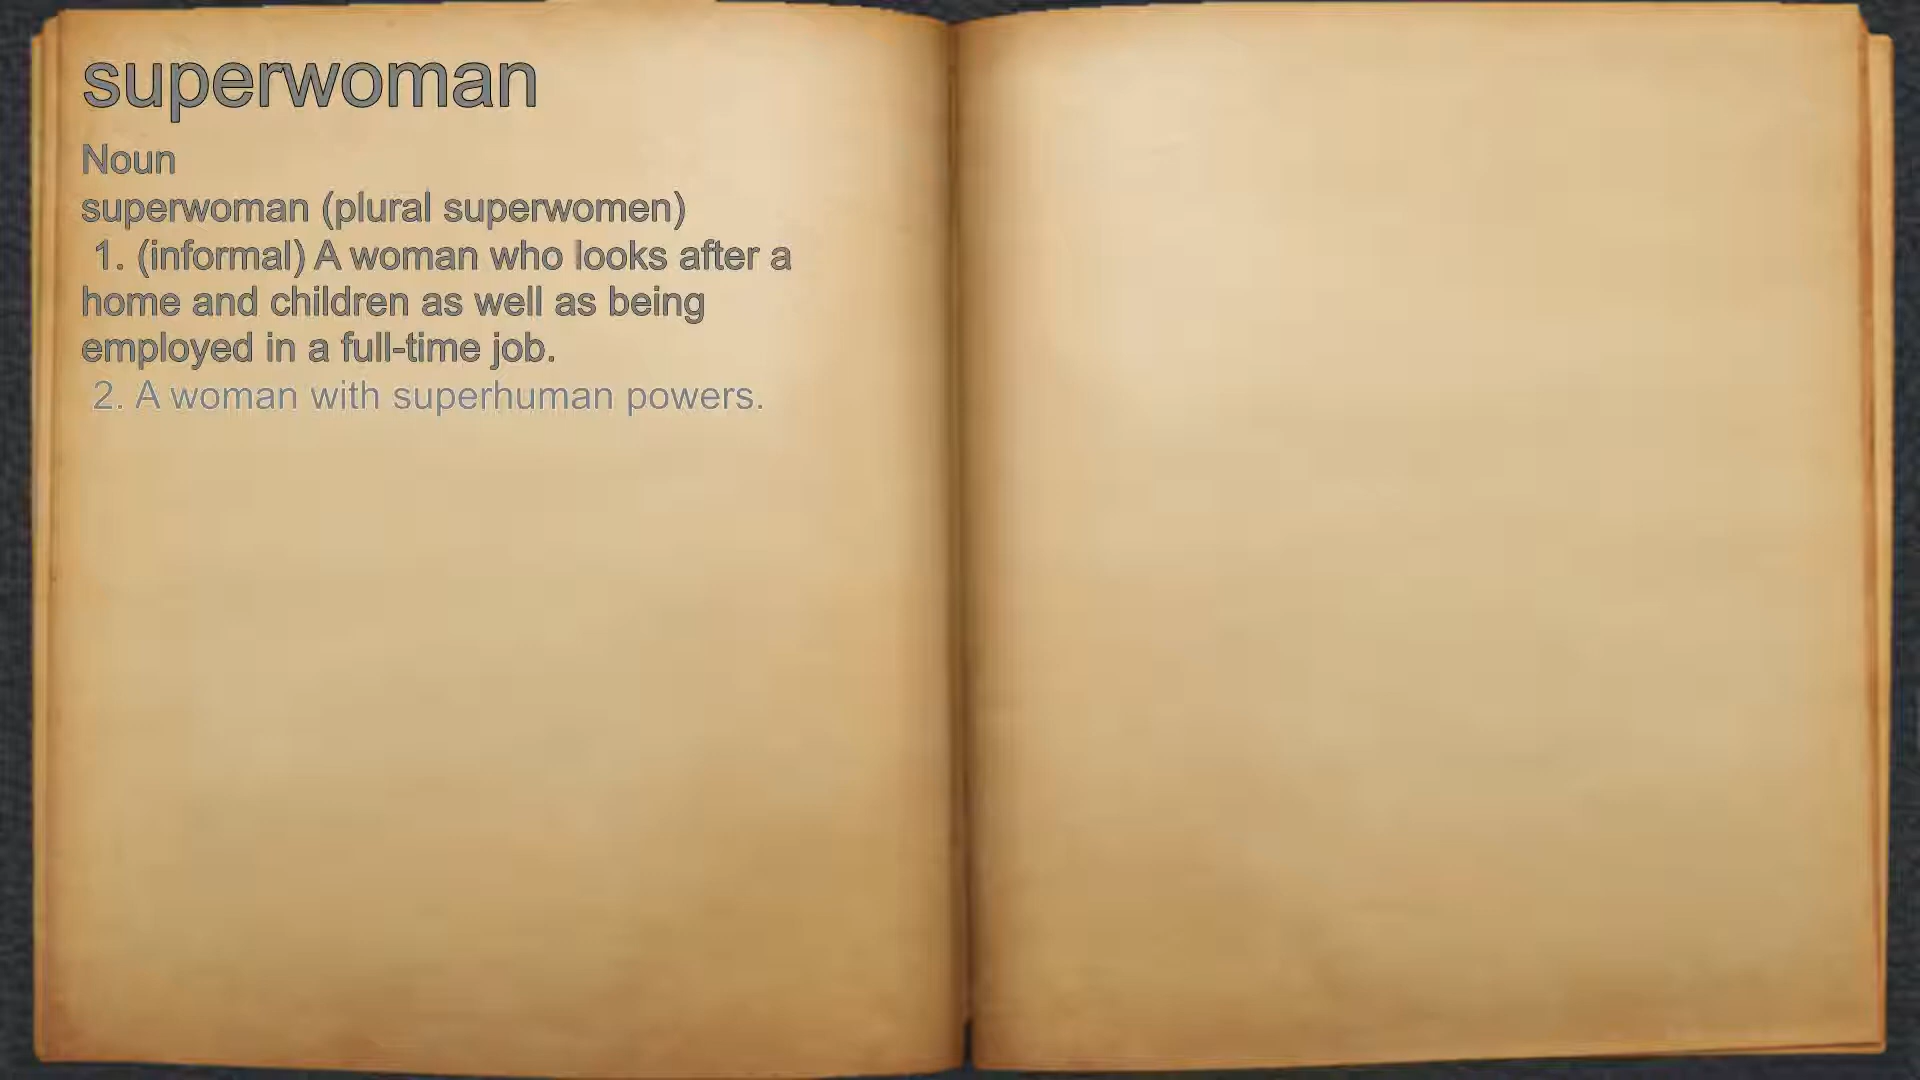 superwoman
Noun
superwoman (plural superwomen)
1. (informal) A woman who looks after a
home and children as well as being
employed in a full-time job.
2. A woman with superhuman powers.